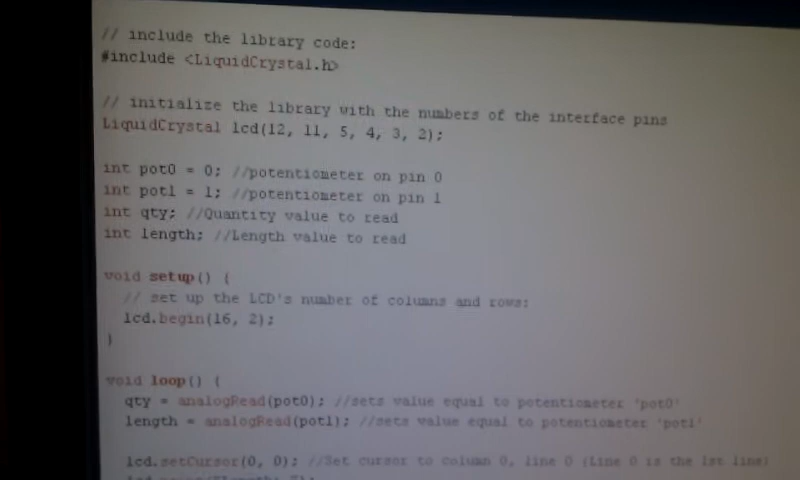 // include the library code:
#include <LiquidCrystal.h>
// initialize the library with the numbers of the interface pins
LiquidCrystal lcd(12, 11, 5, 4, 3, 2);
int pot0 = 0; //potentiometer on pin 0
int pot1 = 1; //potentiometer on pin 1
int qty; //Quantity value to read
int length; //Length value to read
void setup() {
// set up the LCD's number of columns and rows:
lcd.begin(16, 2);
}
void loop() {
qty = analogRead(pot0); //sets value equal to potentiometer 'pot0'
length = analogRead(pot1); //sets value equal to potentiometer 'pot1'
lcd.setCursor(0, 0); //Set cursor to column 0, line 0 (Line 0 is the 1st line)